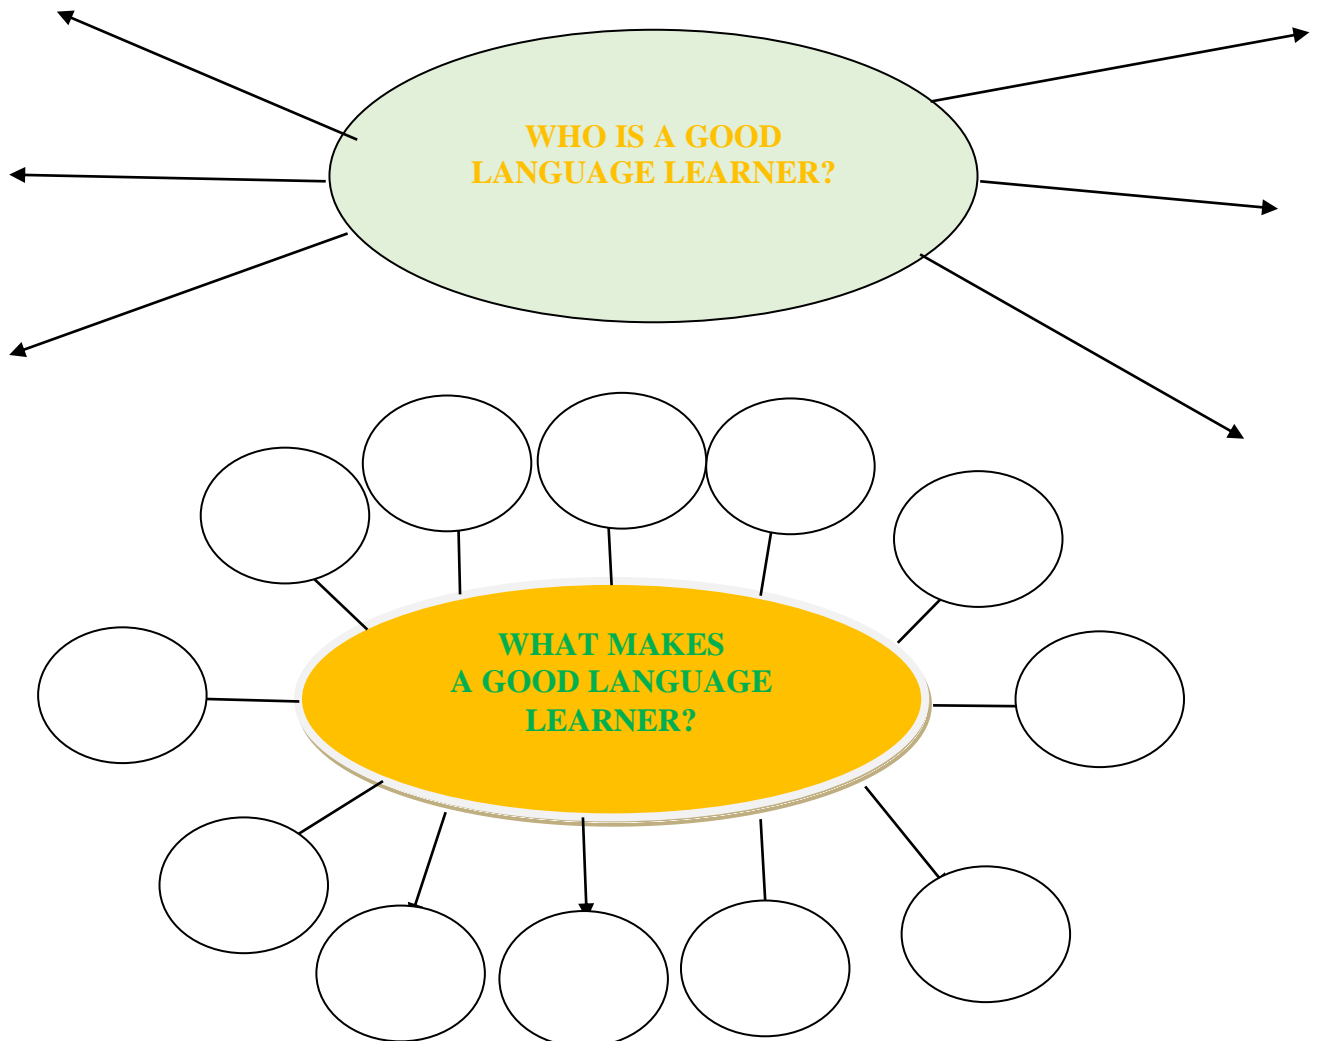 WHO IS A GOOD
LANGUAGE LEARNER?
WHAT MAKES
A GOOD LANGUAGE
LEARNER?